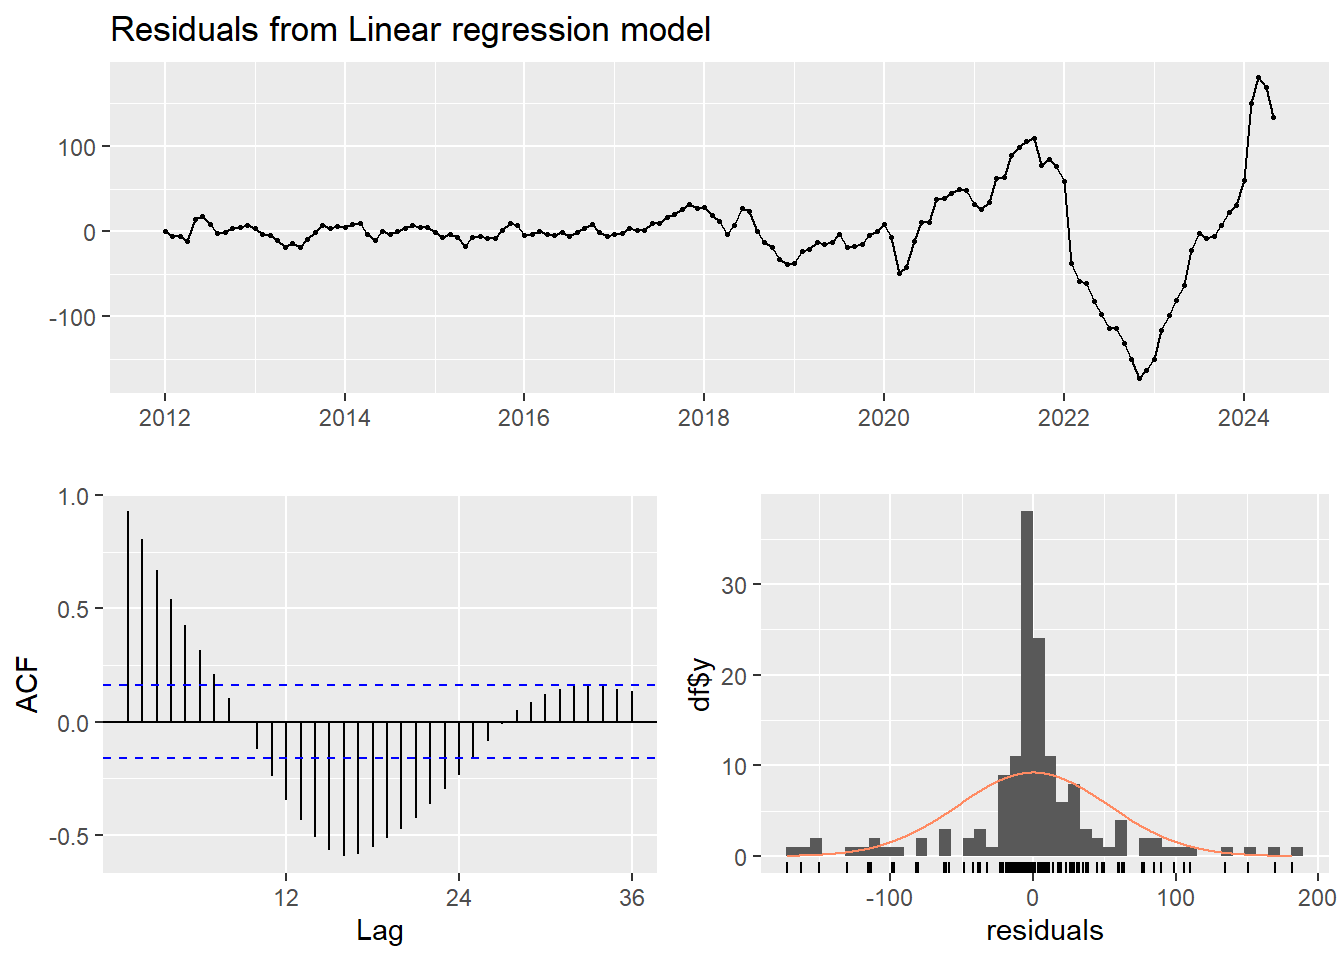 Residuals from Linear regression model
100
0
-100
2012 2014 2016 2018 2020 2022 2024
1.0
0.5
0.0
-0.5
ACF
12 24 36
Lag
30
20
10
0
df$y
-100 0 100 200
residuals